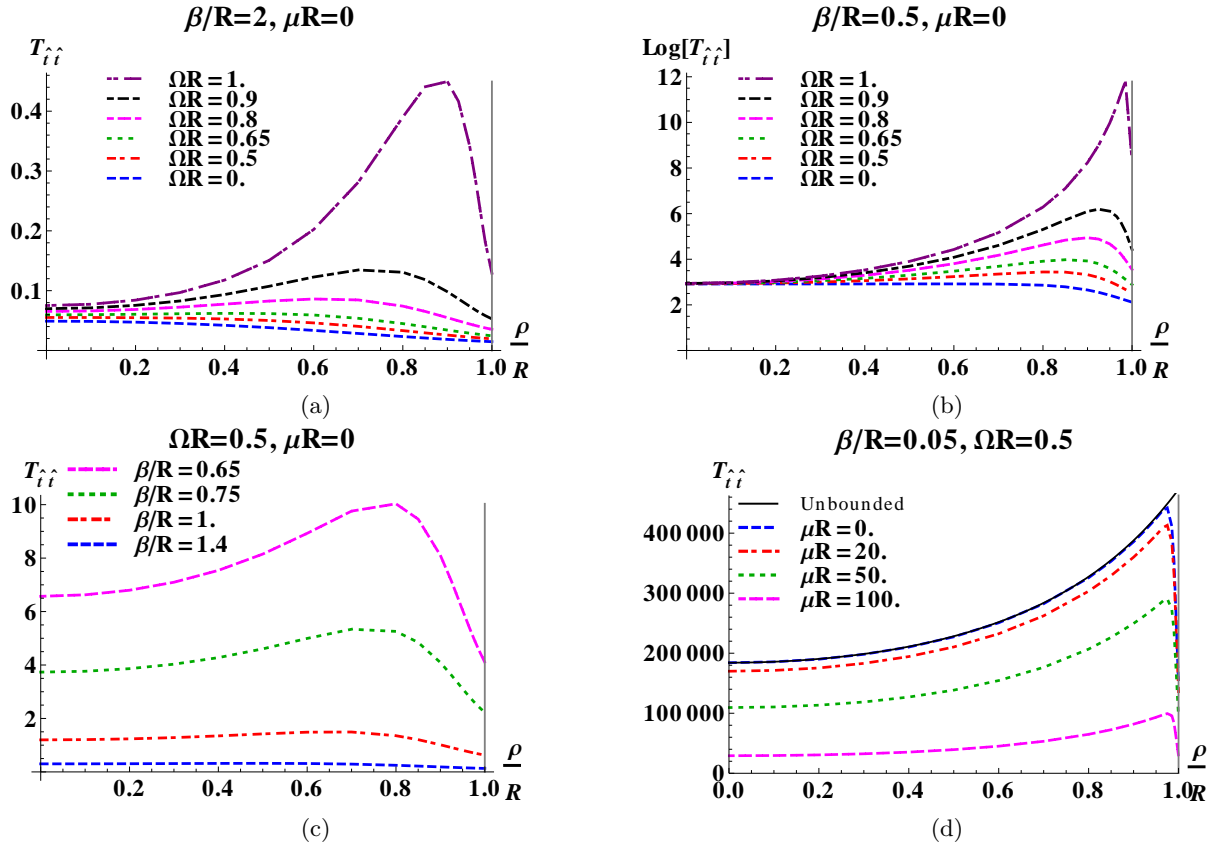 β/R=2, μR=0
T_{t̂ t̂}
ΩR=1.
ΩR=0.9
ΩR=0.8
ΩR=0.65
ΩR=0.5
ΩR=0.
0.4
0.3
0.2
0.1
0.2 0.4 0.6 0.8 1.0
ρ/R
(a)
β/R=0.5, μR=0
Log[T_{t̂ t̂}]
ΩR=1.
ΩR=0.9
ΩR=0.8
ΩR=0.65
ΩR=0.5
ΩR=0.
12
10
8
6
4
2
0.2 0.4 0.6 0.8 1.0
ρ/R
(b)
ΩR=0.5, μR=0
T_{t̂ t̂}
β/R=0.65
β/R=0.75
β/R=1.
β/R=1.4
10
8
6
4
2
0.2 0.4 0.6 0.8 1.0
ρ/R
(c)
β/R=0.05, ΩR=0.5
T_{t̂ t̂}
Unbounded
μR=0.
μR=20.
μR=50.
μR=100.
400 000
300 000
200 000
100 000
0
0.0 0.2 0.4 0.6 0.8 1.0
ρ/R
(d)